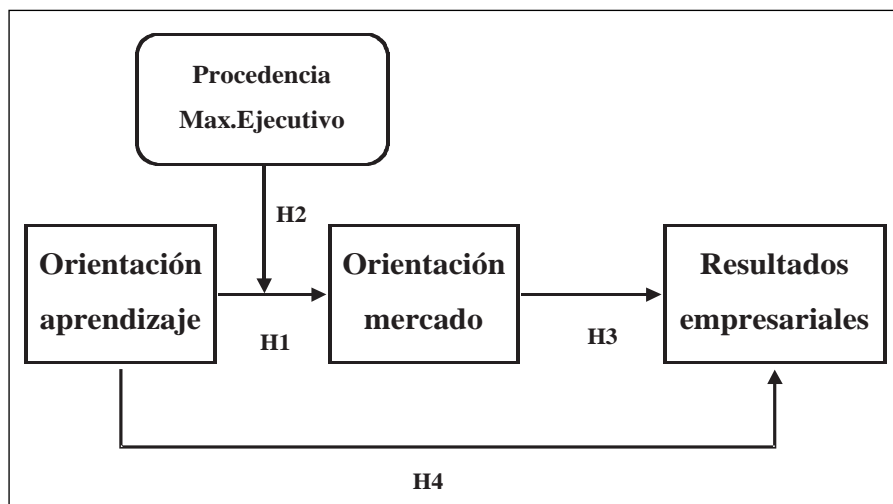 Procedencia
Max.Ejecutivo
H2
Orientación
aprendizaje
H1
Orientación
mercado
H3
Resultados
empresariales
H4